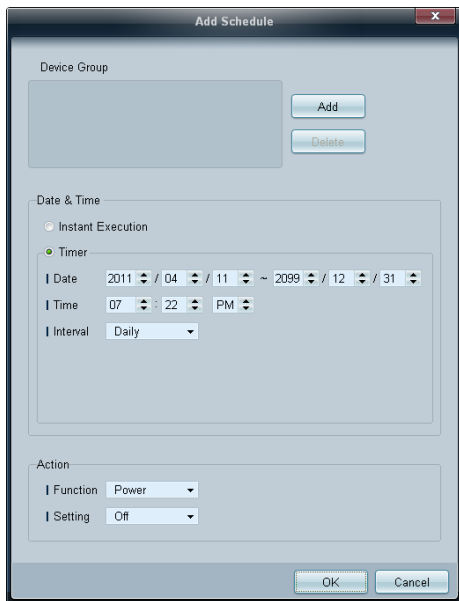 Add Schedule
Device Group
Add
Delete
Date & Time
Instant Execution
Timer
Date 2011 / 04 / 11 ~ 2099 / 12 / 31
Time 07 : 22 PM
Interval Daily
Action
Function Power
Setting Off
OK Cancel